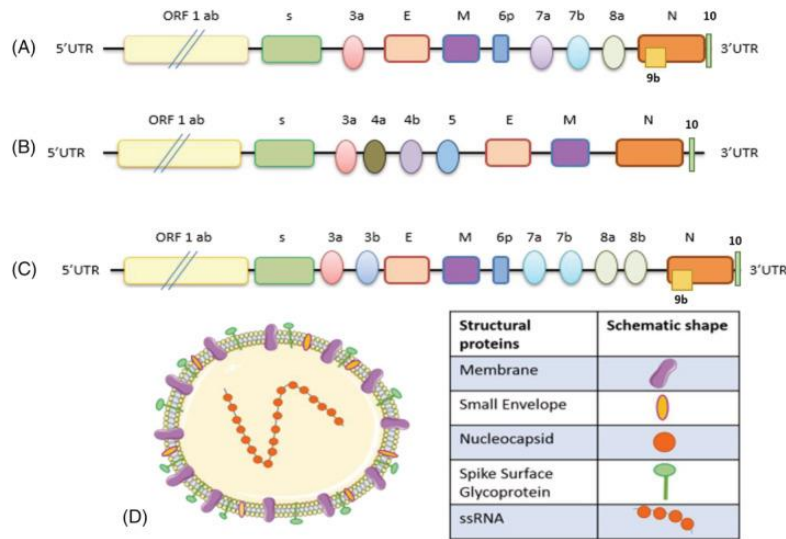 ORF 1 ab s 3a E M 6p 7a 7b 8a N 10
(A) 5'UTR 3'UTR
9b
ORF 1 ab s 3a 4a 4b 5 E M N 10
(B) 5'UTR 3'UTR
ORF 1 ab s 3a 3b E M 6p 7a 7b 8a 8b N 10
(C) 5'UTR 3'UTR
9b
Structural proteins Schematic shape
Membrane
Small Envelope
Nucleocapsid
Spike Surface
Glycoprotein
ssRNA
(D)